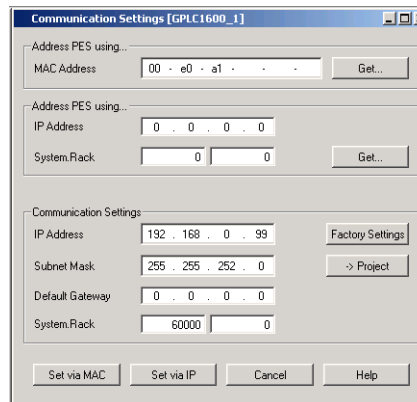 Communication Settings [GPLC1600_1]
Address PES using...
MAC Address 00 - e0 - a1 - - -  Get...
Address PES using...
IP Address 0 . 0 . 0 . 0
System.Rack 0 0 Get...
Communication Settings
IP Address 192 . 168 . 0 . 99 Factory Settings
Subnet Mask 255 . 255 . 252 . 0 -> Project
Default Gateway 0 . 0 . 0 . 0
System.Rack 60000 0
Set via MAC Set via IP Cancel Help